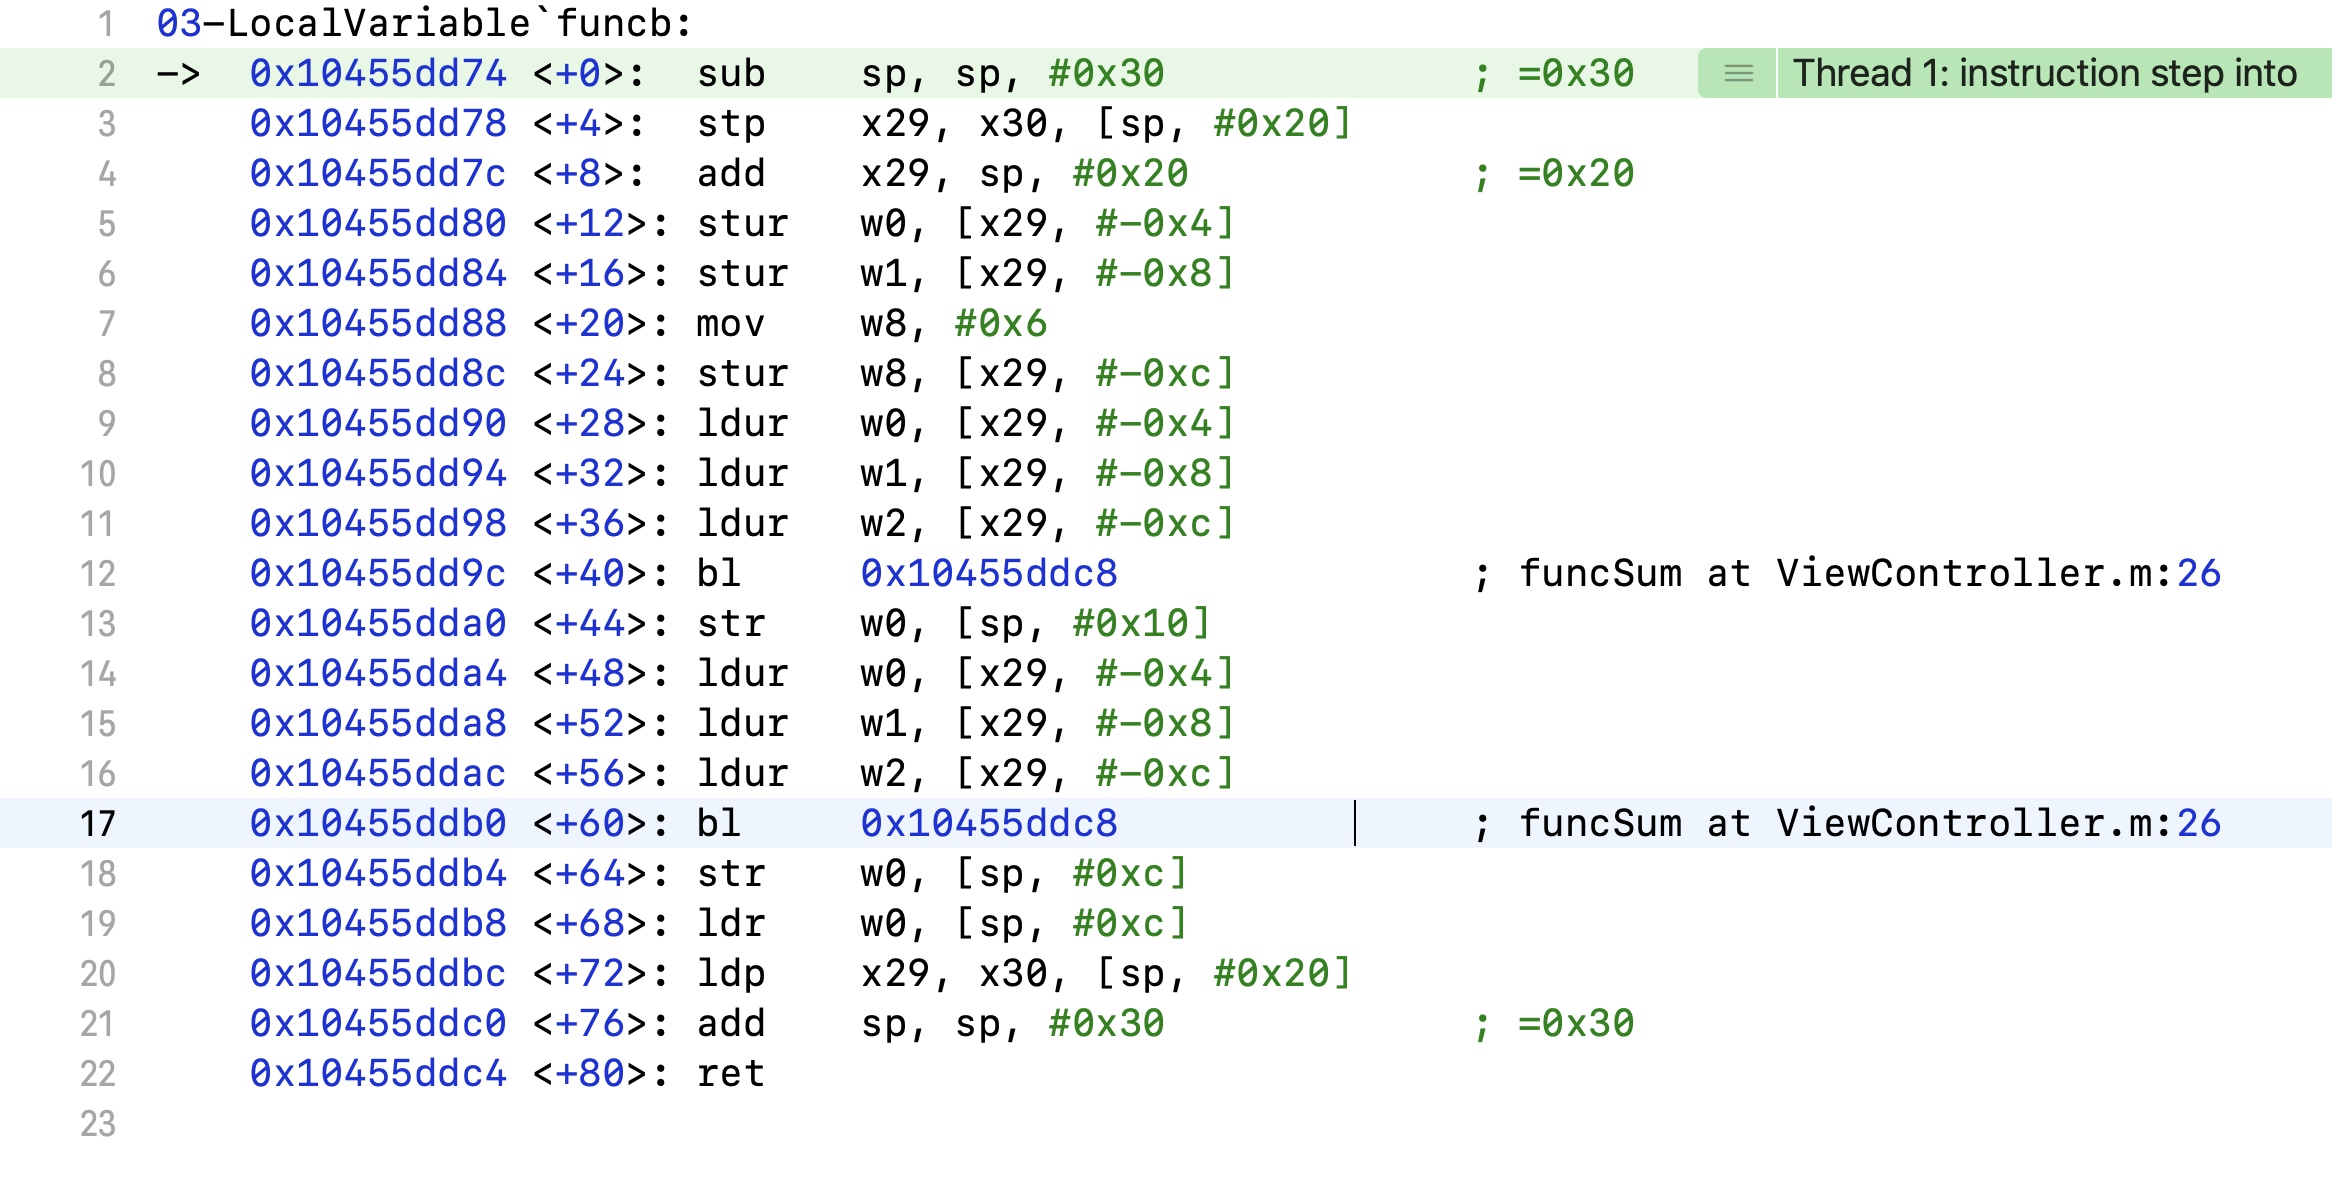 1 03-LocalVariable`funcb:
2 -> 0x10455dd74 <+0>: sub sp, sp, #0x30 ; =0x30 Thread 1: instruction step into
3 0x10455dd78 <+4>: stp x29, x30, [sp, #0x20]
4 0x10455dd7c <+8>: add x29, sp, #0x20 ; =0x20
5 0x10455dd80 <+12>: stur w0, [x29, #-0x4]
6 0x10455dd84 <+16>: stur w1, [x29, #-0x8]
7 0x10455dd88 <+20>: mov w8, #0x6
8 0x10455dd8c <+24>: stur w8, [x29, #-0xc]
9 0x10455dd90 <+28>: ldur w0, [x29, #-0x4]
10 0x10455dd94 <+32>: ldur w1, [x29, #-0x8]
11 0x10455dd98 <+36>: ldur w2, [x29, #-0xc]
12 0x10455dd9c <+40>: bl 0x10455ddc8 ; funcSum at ViewController.m:26
13 0x10455dda0 <+44>: str w0, [sp, #0x10]
14 0x10455dda4 <+48>: ldur w0, [x29, #-0x4]
15 0x10455dda8 <+52>: ldur w1, [x29, #-0x8]
16 0x10455ddac <+56>: ldur w2, [x29, #-0xc]
17 0x10455ddb0 <+60>: bl 0x10455ddc8 ; funcSum at ViewController.m:26
18 0x10455ddb4 <+64>: str w0, [sp, #0xc]
19 0x10455ddb8 <+68>: ldr w0, [sp, #0xc]
20 0x10455ddbc <+72>: ldp x29, x30, [sp, #0x20]
21 0x10455ddc0 <+76>: add sp, sp, #0x30 ; =0x30
22 0x10455ddc4 <+80>: ret
23